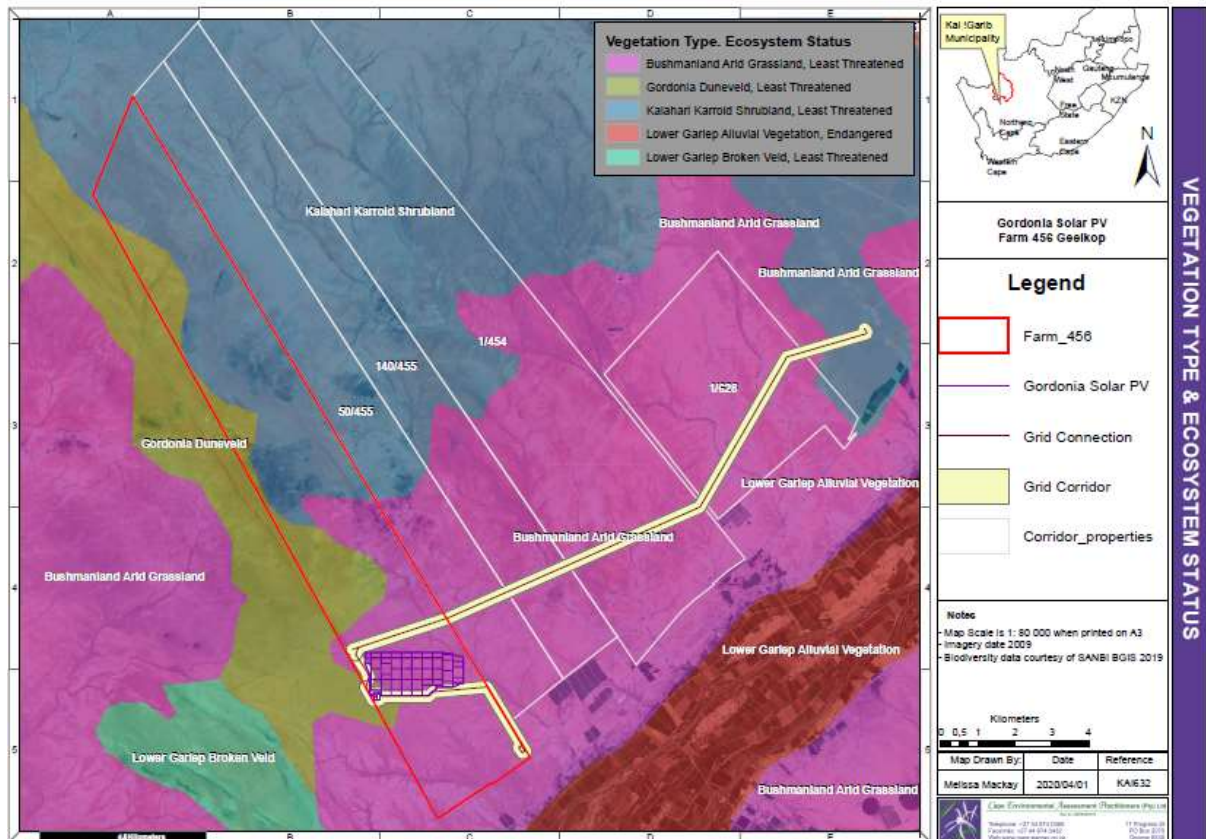 A B C D E
1
2
3
4
5
Vegetation Type. Ecosystem Status
Bushmanland Arid Grassland, Least Threatened
Gordonia Duneveld, Least Threatened
Kalahari Karroid Shrubland, Least Threatened
Lower Gariep Alluvial Vegetation, Endangered
Lower Gariep Broken Veld, Least Threatened
Kalahari Karroid Shrubland
Bushmanland Arid Grassland
Bushmanland Arid Grassland
1/454
140/455
1/628
50/455
Gordonia Duneveld
Lower Gariep Alluvial Vegetation
Bushmanland Arid Grassland
Bushmanland Arid Grassland
Lower Gariep Alluvial Vegetation
Lower Gariep Broken Veld
Bushmanland Arid Grassland
Kai !Garib
Municipality
Limpopo
North
West
Gauteng
Mpumalanga
KZN
Free
State
Northern
Cape
Eastern
Cape
Western
Cape
N
1
2
3
4
5
Gordonia Solar PV
Farm 456 Geelkop
Legend
Farm_456
Gordonia Solar PV
Grid Connection
Grid Corridor
Corridor_properties
Notes
- Map Scale is 1: 80 000 when printed on A3
- Imagery date 2009
- Biodiversity data courtesy of SANBI BGIS 2019
Kilometers
0 0,5 1 2 3 4
Map Drawn By: Date Reference
Melissa Mackay 2020/04/01 KAI632
Cape Environmental Assessment Practitioners (Pty) Ltd
VEGETATION TYPE & ECOSYSTEM STATUS